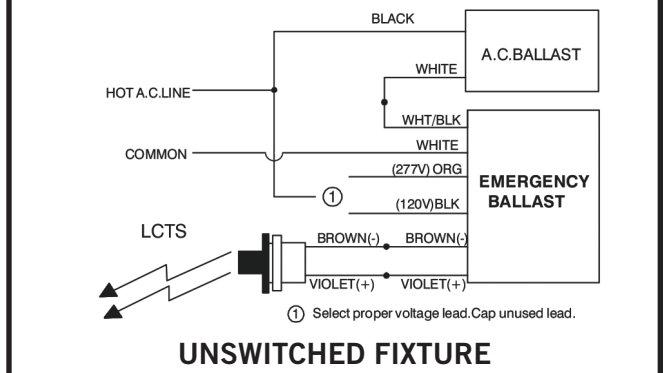 BLACK
A.C.BALLAST
WHITE
HOT A.C.LINE
WHT/BLK
WHITE
COMMON
(277V) ORG
EMERGENCY
BALLAST
①
(120V)BLK
LCTS
BROWN(-) BROWN(-)
VIOLET(+) VIOLET(+)
① Select proper voltage lead.Cap unused lead.
UNSWITCHED FIXTURE